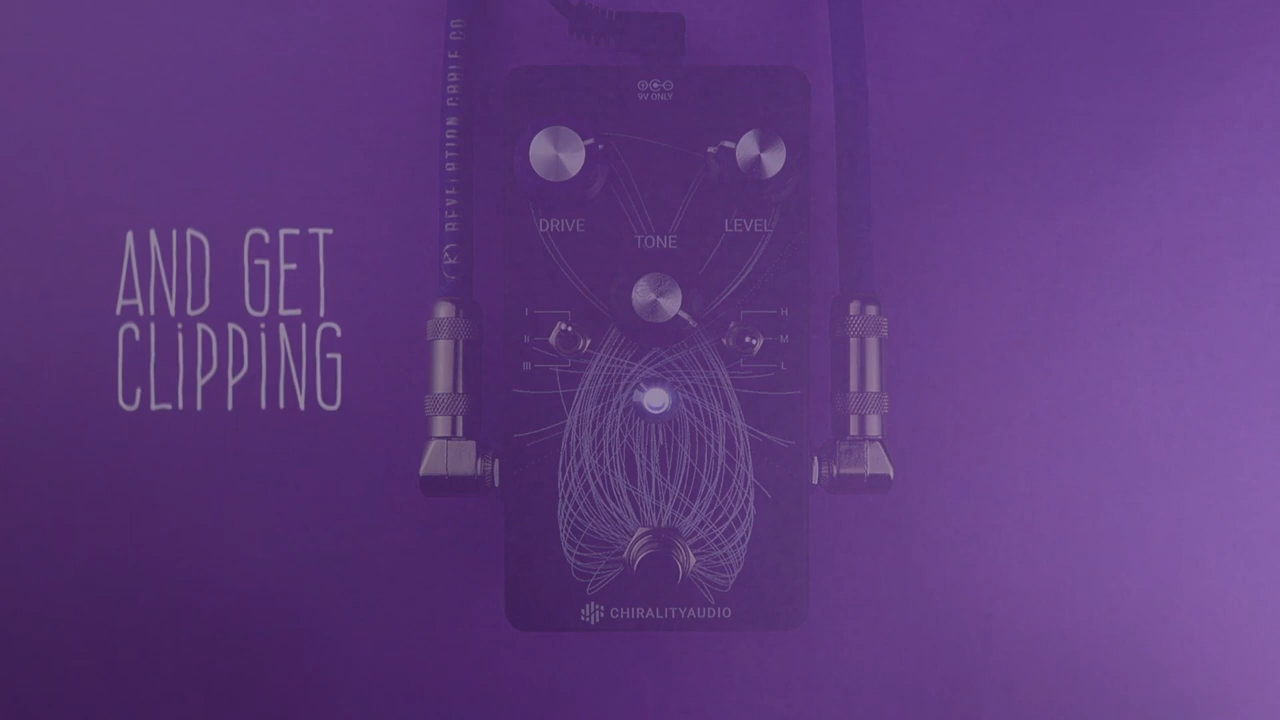 AND GET
CLiPPiNG
REVELATION CABLE CO
9V ONLY
DRIVE
TONE
LEVEL
I
II
III
H
M
L
CHIRALITYAUDIO